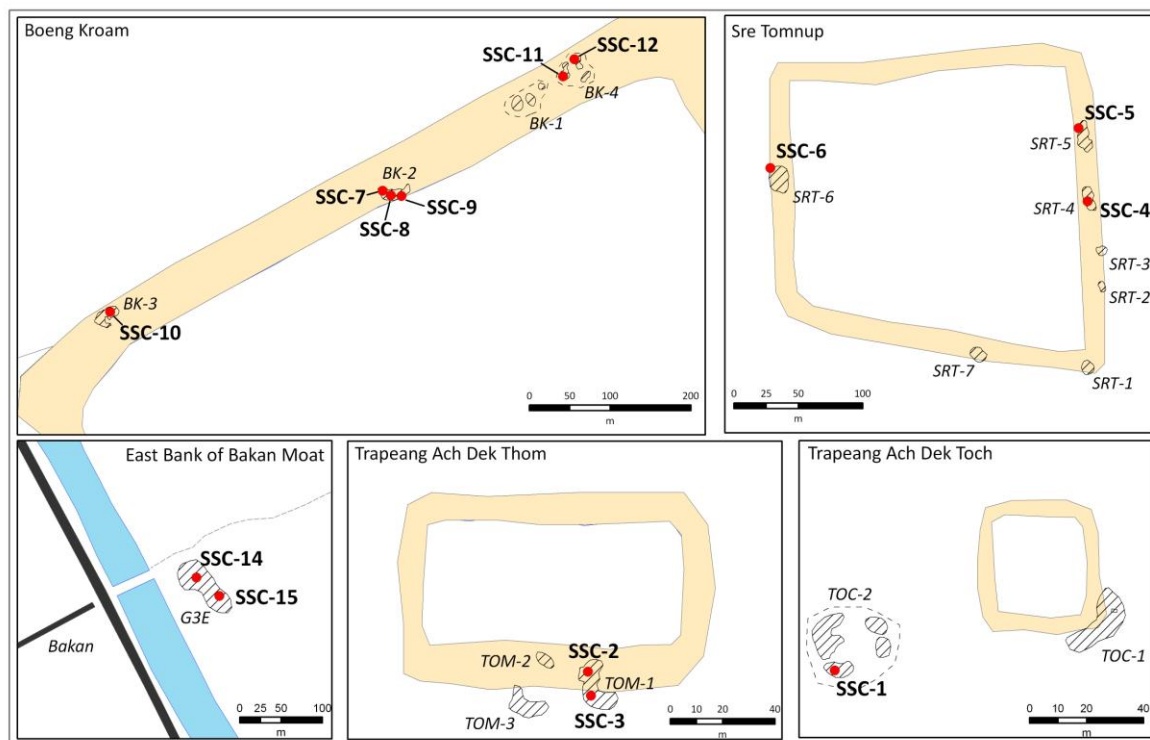 Boeng Kroam
SSC-11
SSC-12
BK-4
BK-1
BK-2
SSC-7
SSC-8
SSC-9
BK-3
SSC-10
0 50 100 200
m
Sre Tomnup
SSC-5
SRT-5
SSC-6
SRT-6
SRT-4
SSC-4
SRT-3
SRT-2
SRT-7
SRT-1
0 25 50 100
m
East Bank of Bakan Moat
SSC-14
SSC-15
G3E
Bakan
0 50 100
m
Trapeang Ach Dek Thom
SSC-2
TOM-2
TOM-1
TOM-3
SSC-3
0 10 20 40
m
Trapeang Ach Dek Toch
TOC-2
TOC-1
SSC-1
0 10 20 40
m